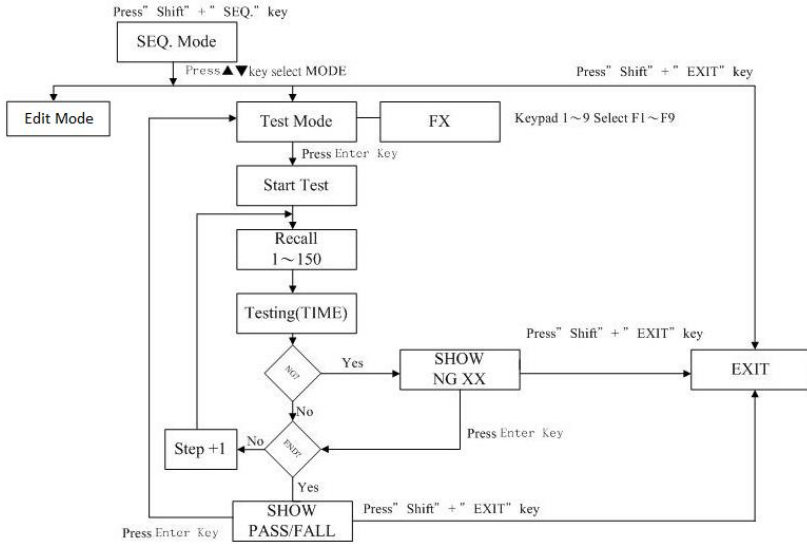 Press” Shift” +” SEQ.” key
SEQ. Mode
Press▲▼key select MODE
Press” Shift” +” EXIT” key
Edit Mode
Test Mode
FX
Keypad 1～9 Select F1～F9
Press Enter Key
Start Test
Recall
1～150
Testing(TIME)
NG?
Yes
SHOW
NG XX
Press” Shift” +” EXIT” key
EXIT
No
Press Enter Key
Step +1
No
END?
Yes
SHOW
PASS/FALL
Press” Shift” +” EXIT” key
Press Enter Key